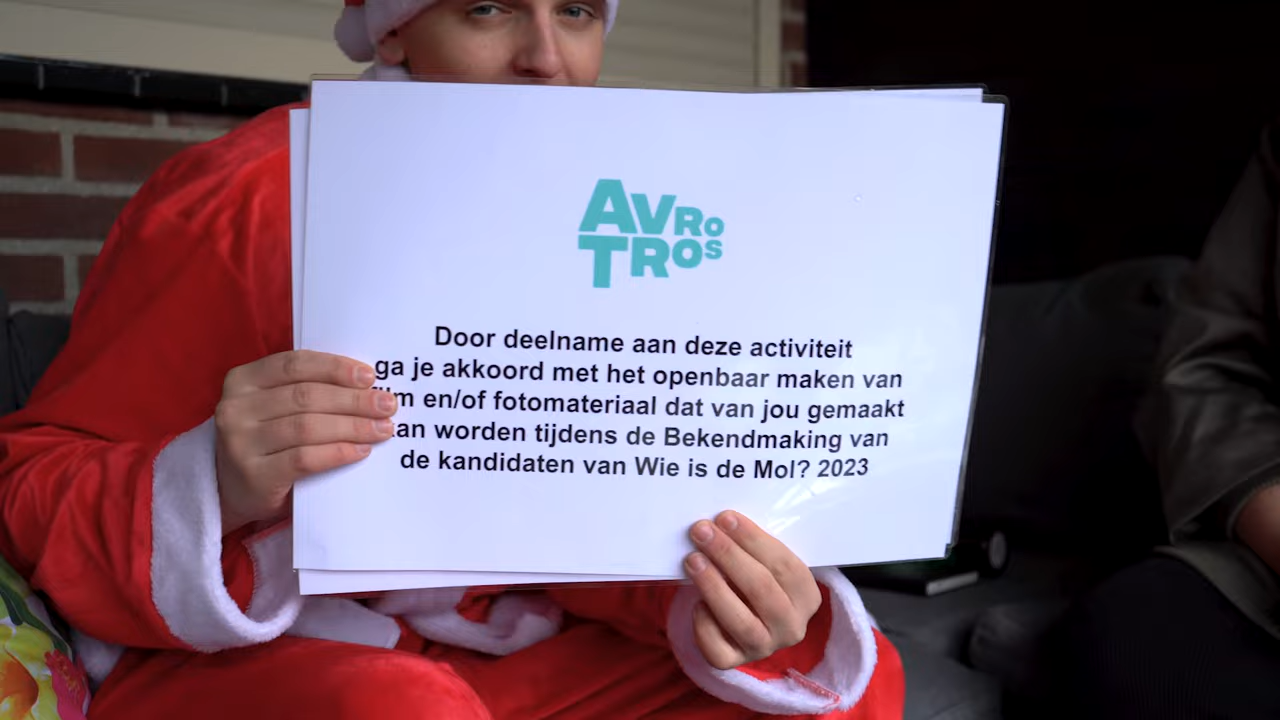 AVRO
TROS
Door deelname aan deze activiteit
ga je akkoord met het openbaar maken van
en/of fotomateriaal dat van jou gemaakt
worden tijdens de Bekendmaking van
de kandidaten van Wie is de Mol? 2023